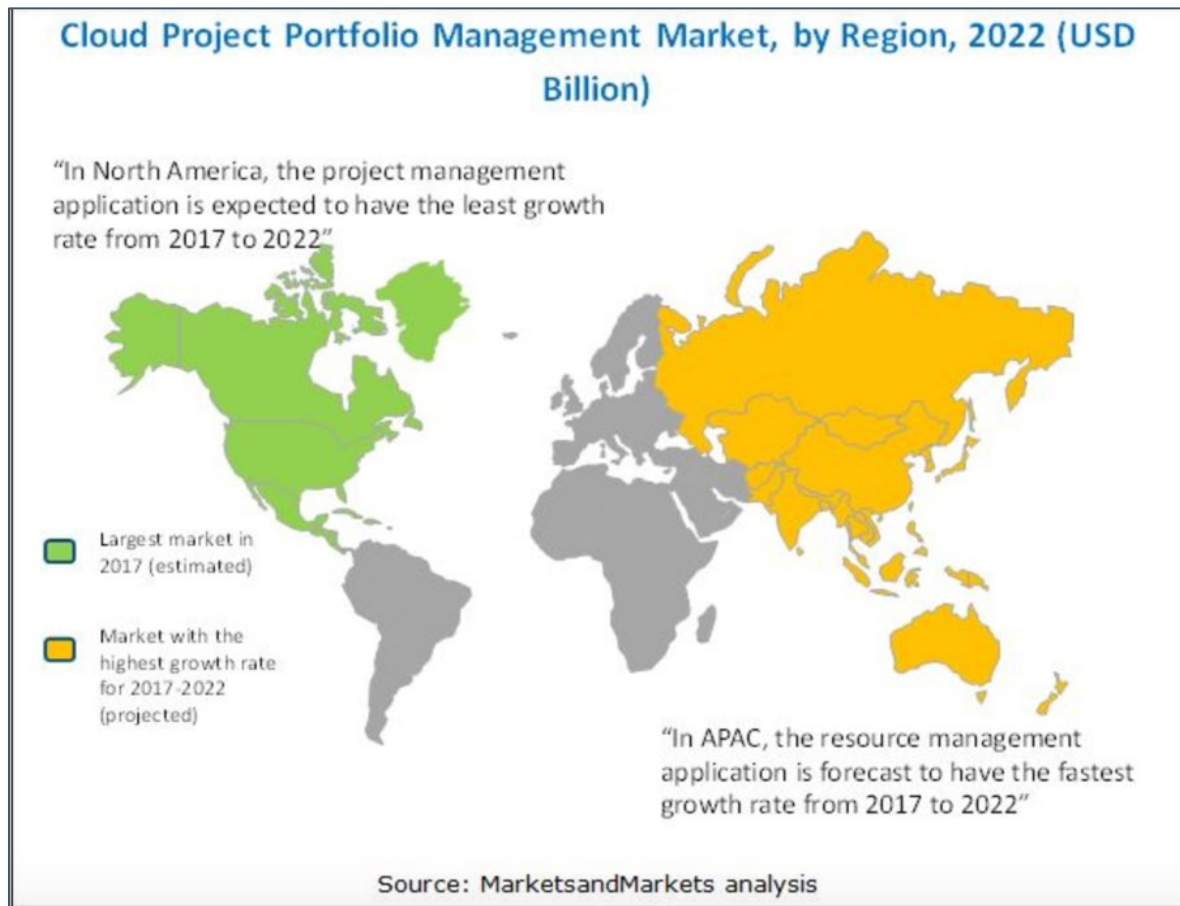 Cloud Project Portfolio Management Market, by Region, 2022 (USD
Billion)
“In North America, the project management
application is expected to have the least growth
rate from 2017 to 2022”
Largest market in
2017 (estimated)
Market with the
highest growth rate
for 2017-2022
(projected)
“In APAC, the resource management
application is forecast to have the fastest
growth rate from 2017 to 2022”
Source: MarketsandMarkets analysis